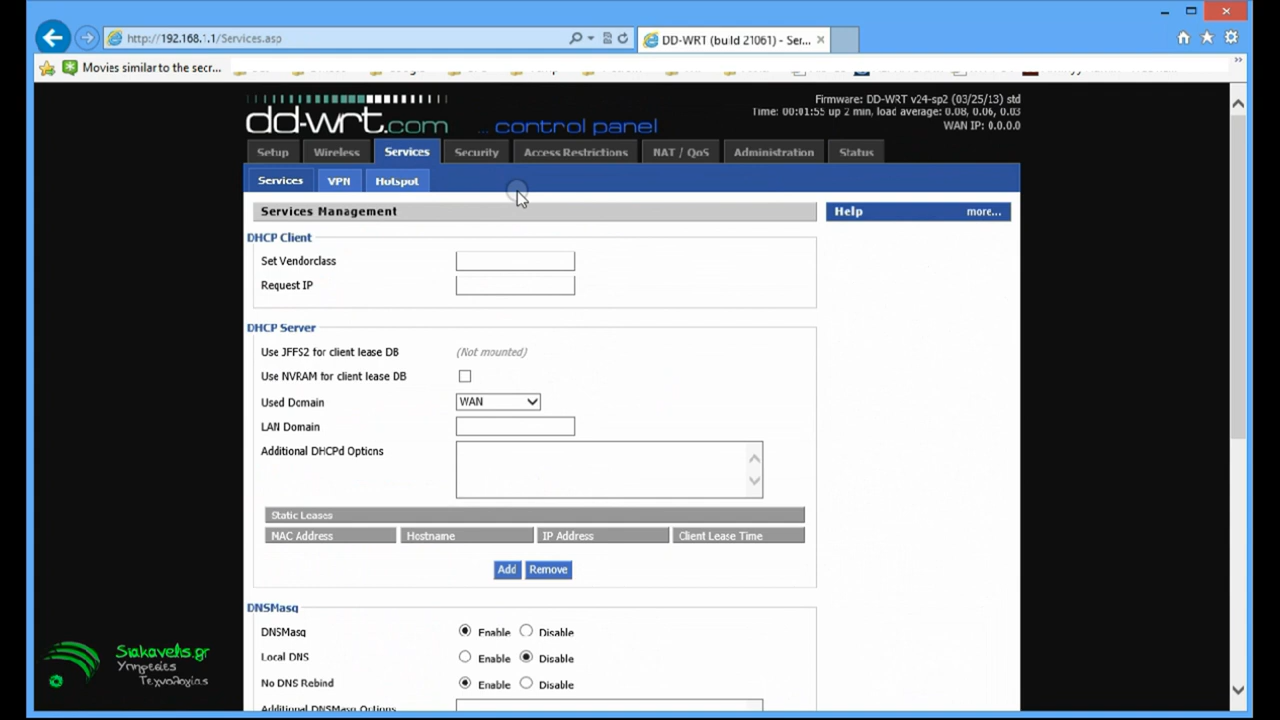 http://192.168.1.1/Services.asp
DD-WRT (build 21061) - Ser...
Movies similar to the secr...
dd-wrt.com
... control panel
Firmware: DD-WRT v24-sp2 (03/25/13) std
Time: 00:01:55 up 2 min, load average: 0.08, 0.06, 0.03
WAN IP: 0.0.0.0
Setup Wireless Services Security Access Restrictions NAT / QoS Administration Status
Services VPN Hotspot
Services Management
Help more...
DHCP Client
Set Vendorclass
Request IP
DHCP Server
Use JFFS2 for client lease DB (Not mounted)
Use NVRAM for client lease DB
Used Domain WAN
LAN Domain
Additional DHCPd Options
Static Leases
MAC Address Hostname IP Address Client Lease Time
Add Remove
DNSMasq
DNSMasq Enable Disable
Local DNS Enable Disable
No DNS Rebind Enable Disable
Additional DNSMasq Options
Siakavelis.gr
Υπηρεσίες
Τεχνολογίας